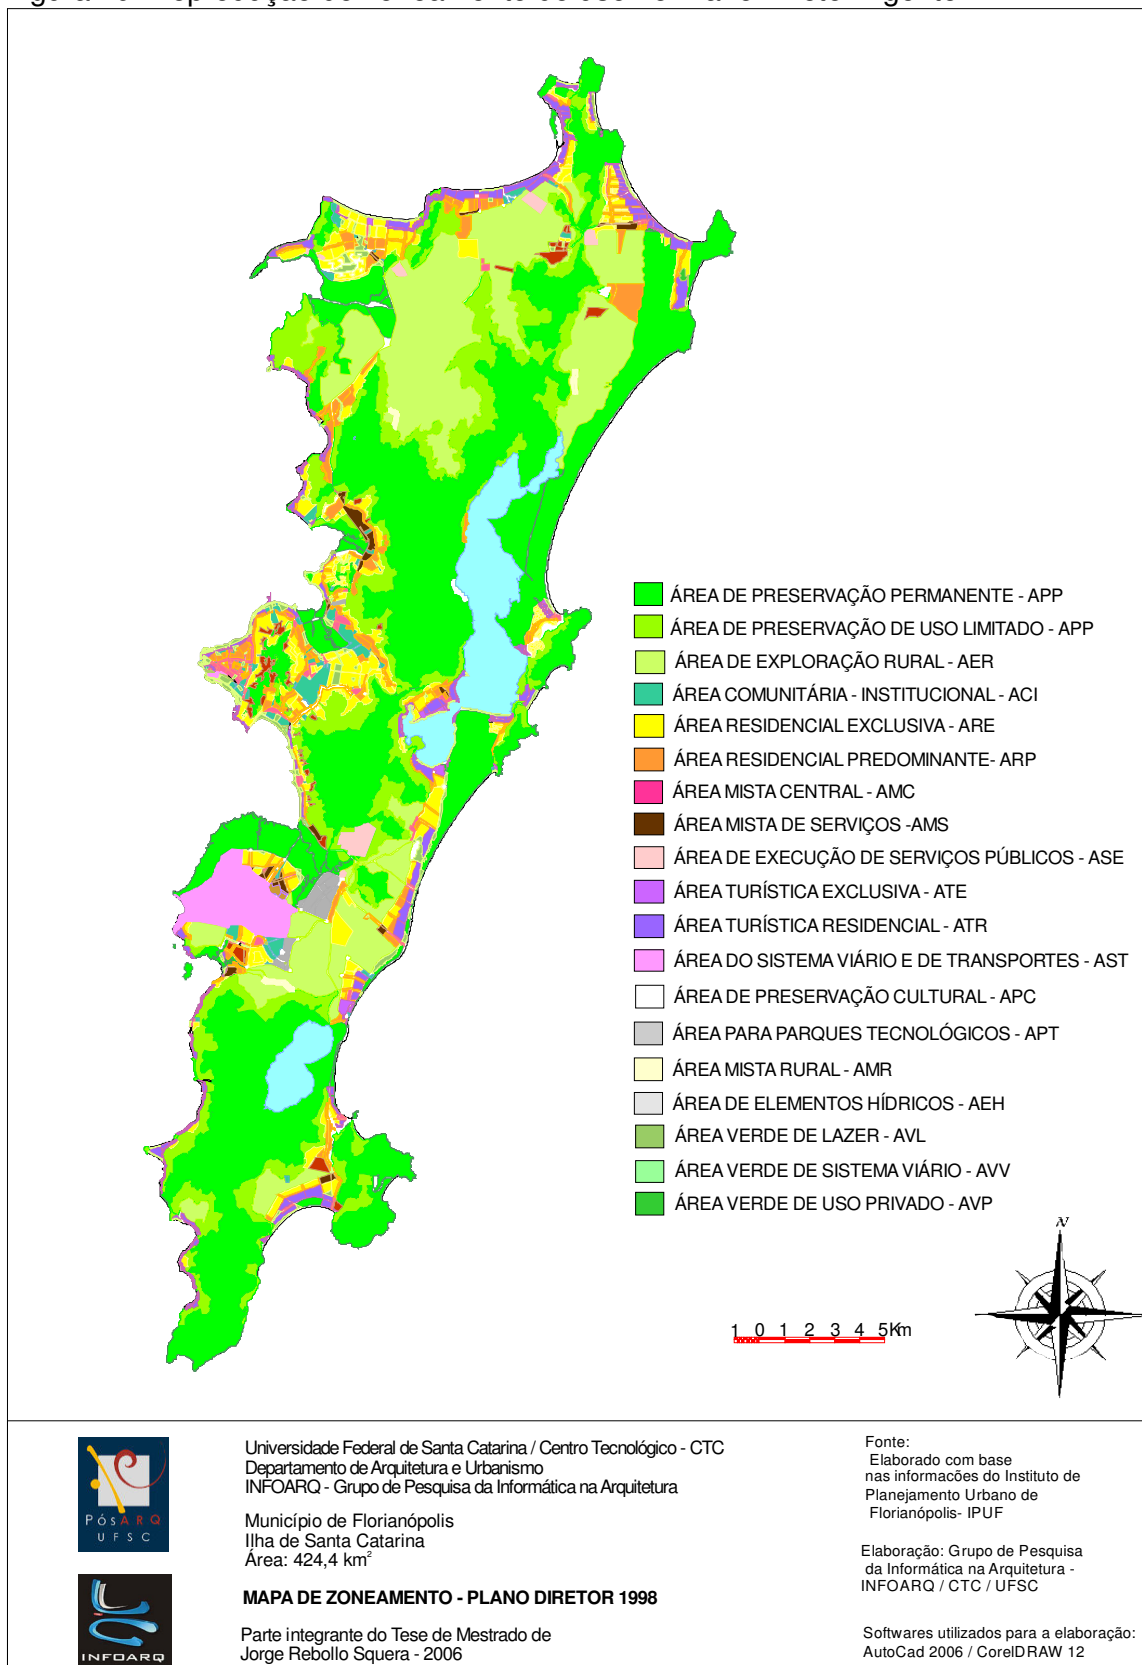 ÁREA DE PRESERVAÇÃO PERMANENTE - APP
ÁREA DE PRESERVAÇÃO DE USO LIMITADO - APP
ÁREA DE EXPLORAÇÃO RURAL - AER
ÁREA COMUNITÁRIA - INSTITUCIONAL - ACI
ÁREA RESIDENCIAL EXCLUSIVA - ARE
ÁREA RESIDENCIAL PREDOMINANTE- ARP
ÁREA MISTA CENTRAL - AMC
ÁREA MISTA DE SERVIÇOS -AMS
ÁREA DE EXECUÇÃO DE SERVIÇOS PÚBLICOS - ASE
ÁREA TURÍSTICA EXCLUSIVA - ATE
ÁREA TURÍSTICA RESIDENCIAL - ATR
ÁREA DO SISTEMA VIÁRIO E DE TRANSPORTES - AST
ÁREA DE PRESERVAÇÃO CULTURAL - APC
ÁREA PARA PARQUES TECNOLÓGICOS - APT
ÁREA MISTA RURAL - AMR
ÁREA DE ELEMENTOS HÍDRICOS - AEH
ÁREA VERDE DE LAZER - AVL
ÁREA VERDE DE SISTEMA VIÁRIO - AVV
ÁREA VERDE DE USO PRIVADO - AVP
N
1 0 1 2 3 4 5Km
PósARQ
UFSC
INFOARQ
Universidade Federal de Santa Catarina / Centro Tecnológico - CTC
Departamento de Arquitetura e Urbanismo
INFOARQ - Grupo de Pesquisa da Informática na Arquitetura
Município de Florianópolis
Ilha de Santa Catarina
Área: 424,4 km²
MAPA DE ZONEAMENTO - PLANO DIRETOR 1998
Parte integrante do Tese de Mestrado de
Jorge Rebollo Squera - 2006
Fonte:
Elaborado com base
nas informacões do Instituto de
Planejamento Urbano de
Florianópolis- IPUF
Elaboração: Grupo de Pesquisa
da Informática na Arquitetura -
INFOARQ / CTC / UFSC
Softwares utilizados para a elaboração:
AutoCad 2006 / CorelDRAW 12